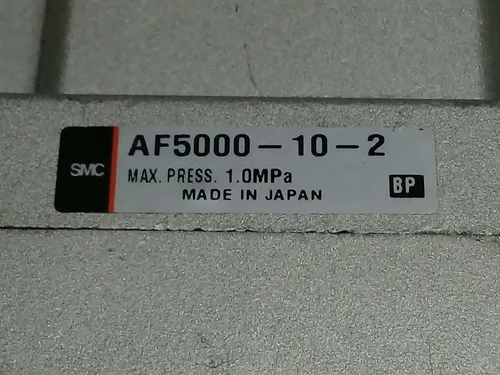 SMC
AF5000-10-2
MAX. PRESS. 1.0MPa
MADE IN JAPAN
BP